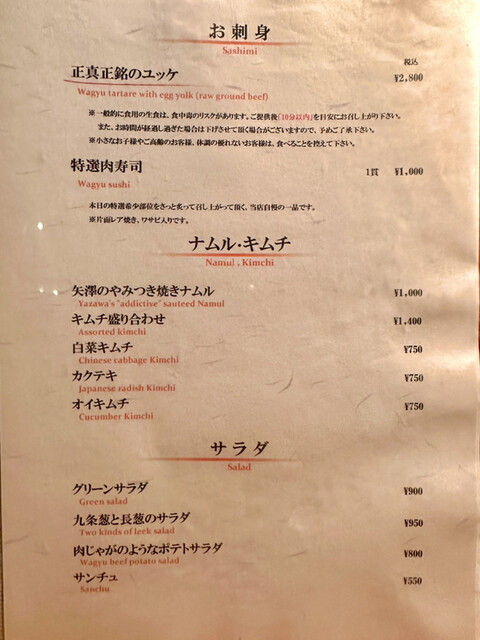 お刺身
Sashimi
税込
正真正銘のユッケ ¥2,800
Wagyu tartare with egg yolk (raw ground beef)
※一般的に食用の生食は、食中毒のリスクがあります。ご提供後「10分以内」を目安にお召し上がり下さい。
また、お時間が経過し過ぎた場合は下げさせて頂く場合がございますので、予めご了承下さい。
※小さなお子様やご高齢のお客様、体調の優れないお客様は、食べることを控えて下さい。
特選肉寿司 1貫 ¥1,000
Wagyu sushi
本日の特選希少部位をさっと炙って召し上がって頂く、当店自慢の一品です。
※片面レア焼き、ワサビ入りです。
ナムル・キムチ
Namul , Kimchi
矢澤のやみつき焼きナムル ¥1,000
Yazawa's "addictive" sauteed Namul
キムチ盛り合わせ ¥1,400
Assorted kimchi
白菜キムチ ¥750
Chinese cabbage Kimchi
カクテキ ¥750
Japanese radish Kimchi
オイキムチ ¥750
Cucumber Kimchi
サラダ
Salad
グリーンサラダ ¥900
Green salad
九条葱と長葱のサラダ ¥950
Two kinds of leek salad
肉じゃがのようなポテトサラダ ¥800
Wagyu beef potato salad
サンチュ ¥550
Sanchu